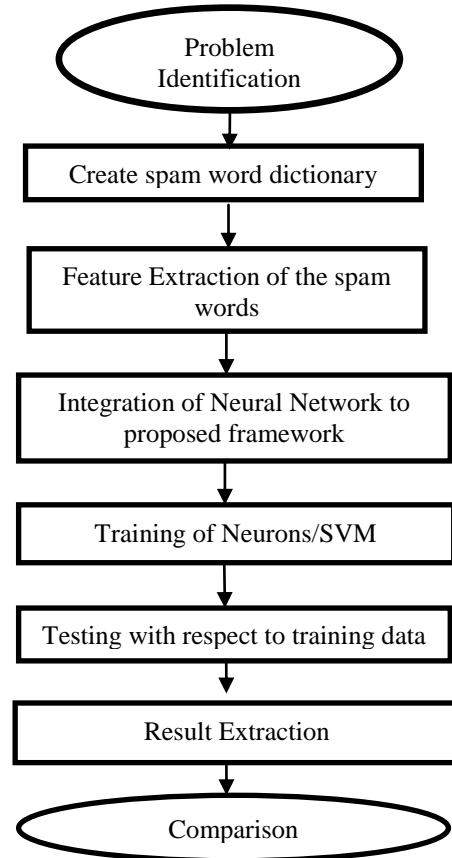 Problem
Identification
Create spam word dictionary
Feature Extraction of the spam
words
Integration of Neural Network to
proposed framework
Training of Neurons/SVM
Testing with respect to training data
Result Extraction
Comparison